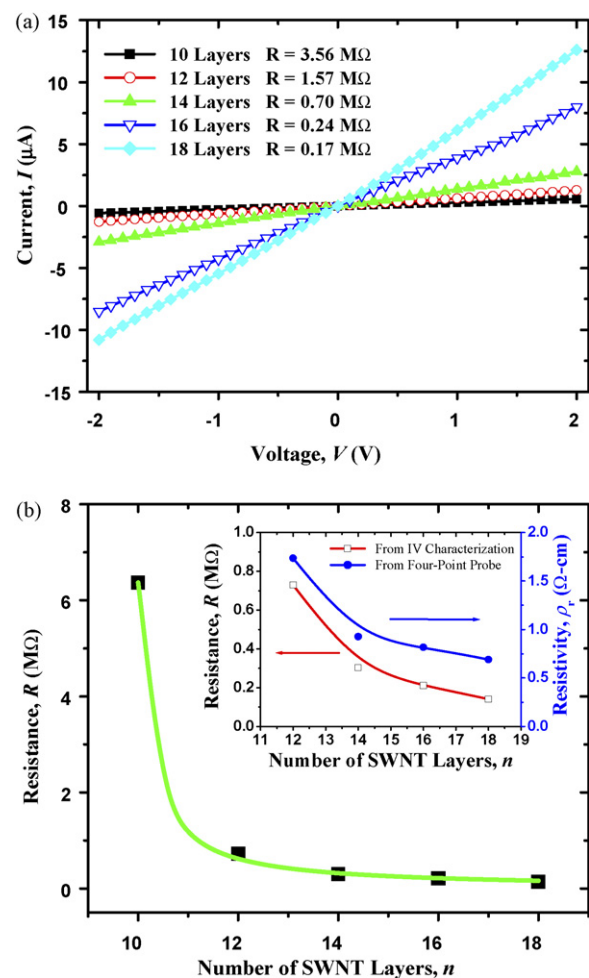 (a)
15
10
5
0
-5
-10
-15
Current, I (μA)
10 Layers R = 3.56 MΩ
12 Layers R = 1.57 MΩ
14 Layers R = 0.70 MΩ
16 Layers R = 0.24 MΩ
18 Layers R = 0.17 MΩ
-2 -1 0 1 2
Voltage, V (V)
(b)
8
6
4
2
0
Resistance, R (MΩ)
1.0
0.8
0.6
0.4
0.2
0.0
Resistance, R (MΩ)
From IV Characterization
From Four-Point Probe
2.0
1.5
1.0
0.5
0.0
Resistivity, ρr (Ω-cm)
11 12 13 14 15 16 17 18 19
Number of SWNT Layers, n
10 12 14 16 18
Number of SWNT Layers, n